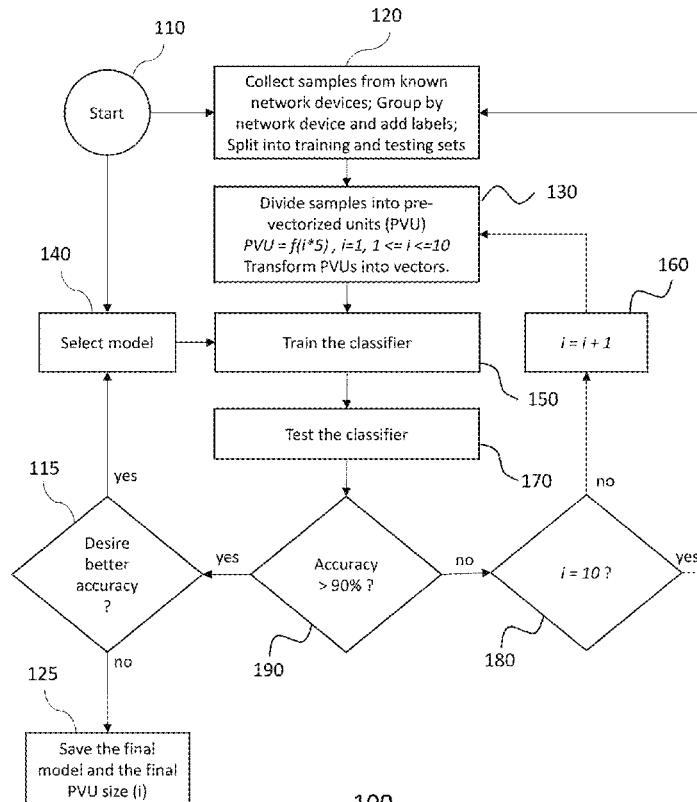 110
120
Start
Collect samples from known
network devices; Group by
network device and add labels;
Split into training and testing sets
130
Divide samples into pre-
vectorized units (PVU)
PVU = f(i*5) , i=1, 1 <= i <=10
Transform PVUs into vectors.
140
160
Select model
Train the classifier
i = i + 1
150
Test the classifier
170
115
yes
no
Desire
better
accuracy
?
yes
Accuracy
> 90% ?
no
i = 10 ?
yes
190
180
125
no
Save the final
model and the final
PVU size (i)
100